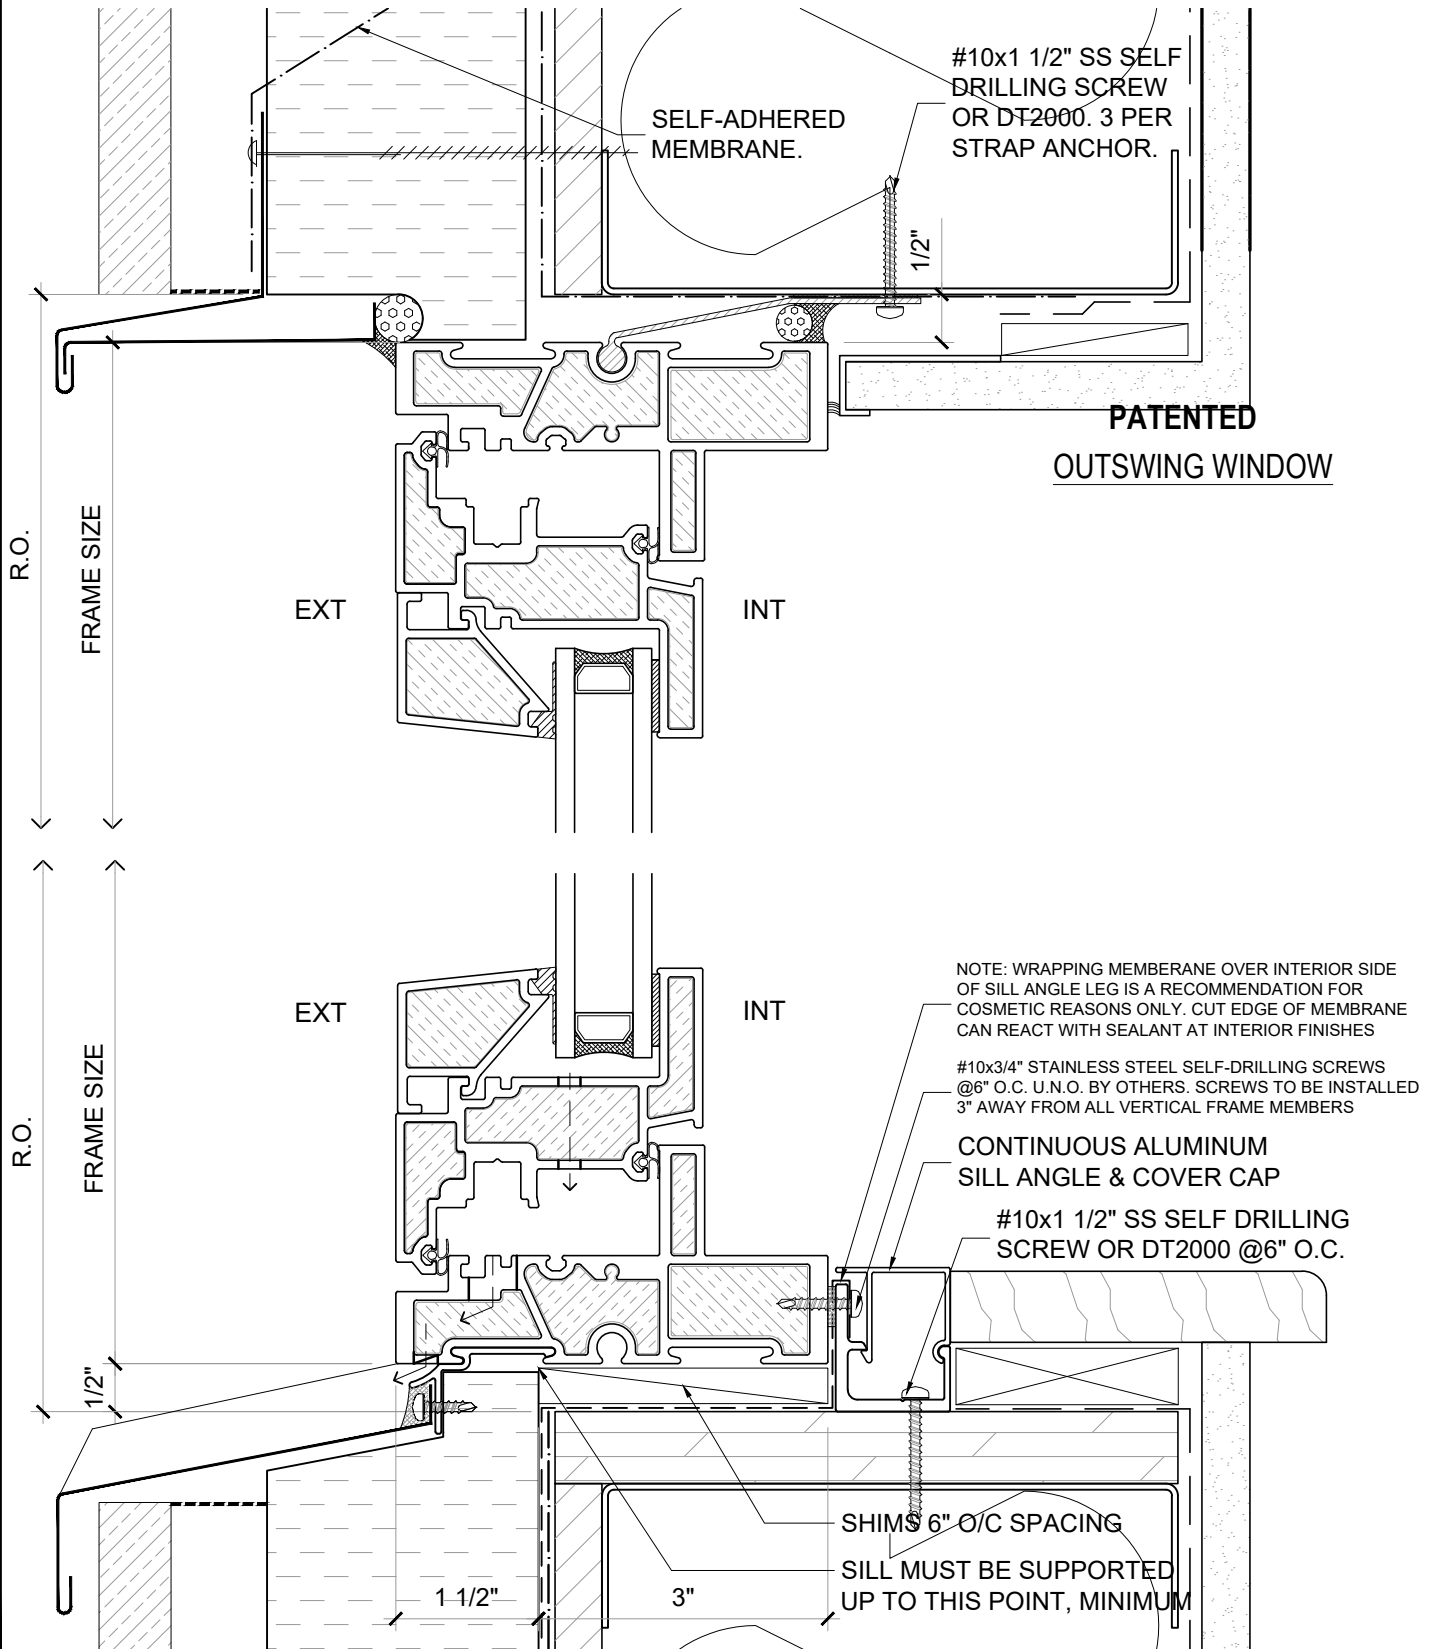 #10x1 1/2" SS SELF
DRILLING SCREW
OR DT2000. 3 PER
STRAP ANCHOR.
SELF-ADHERED
MEMBRANE.
1/2"
PATENTED
OUTSWING WINDOW
R.O.
FRAME SIZE
EXT
INT
NOTE: WRAPPING MEMBERANE OVER INTERIOR SIDE
OF SILL ANGLE LEG IS A RECOMMENDATION FOR
COSMETIC REASONS ONLY. CUT EDGE OF MEMBRANE
CAN REACT WITH SEALANT AT INTERIOR FINISHES
EXT
INT
#10x3/4" STAINLESS STEEL SELF-DRILLING SCREWS
@6" O.C. U.N.O. BY OTHERS. SCREWS TO BE INSTALLED
3" AWAY FROM ALL VERTICAL FRAME MEMBERS
R.O.
FRAME SIZE
CONTINUOUS ALUMINUM
SILL ANGLE & COVER CAP
#10x1 1/2" SS SELF DRILLING
SCREW OR DT2000 @6" O.C.
1/2"
SHIMS 6" O/C SPACING
SILL MUST BE SUPPORTED
UP TO THIS POINT, MINIMUM
1 1/2"
3"